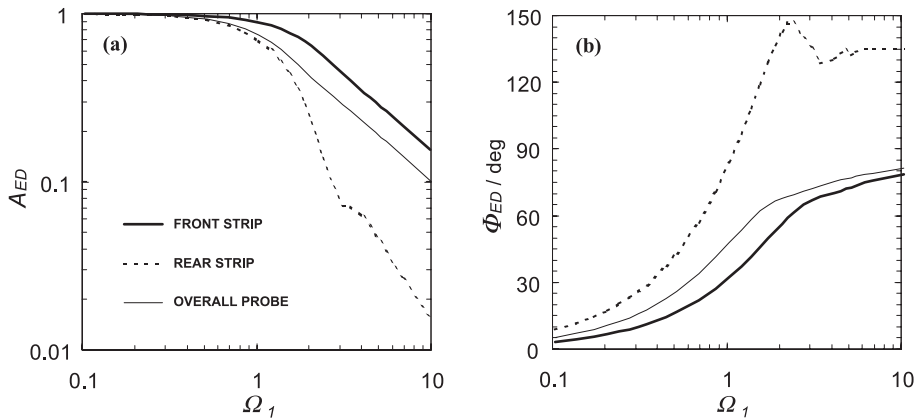 1
(a)
0.1
A_ED
FRONT STRIP
REAR STRIP
OVERALL PROBE
0.01
0.1 1 10
Ω_1
150
(b)
120
90
Φ_ED / deg
60
30
0
0.1 1 10
Ω_1